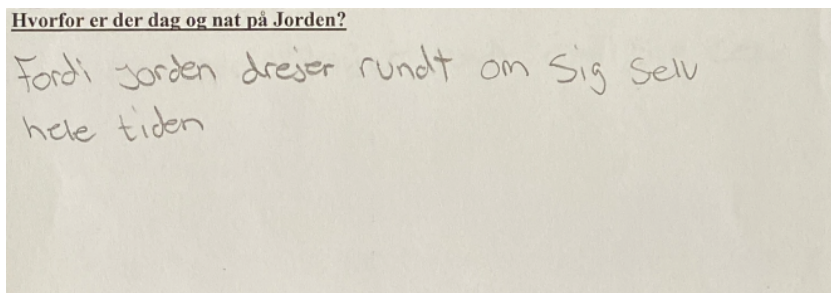 Hvorfor er der dag og nat på Jorden?
Fordi jorden drejer rundt om Sig Selv
hele tiden